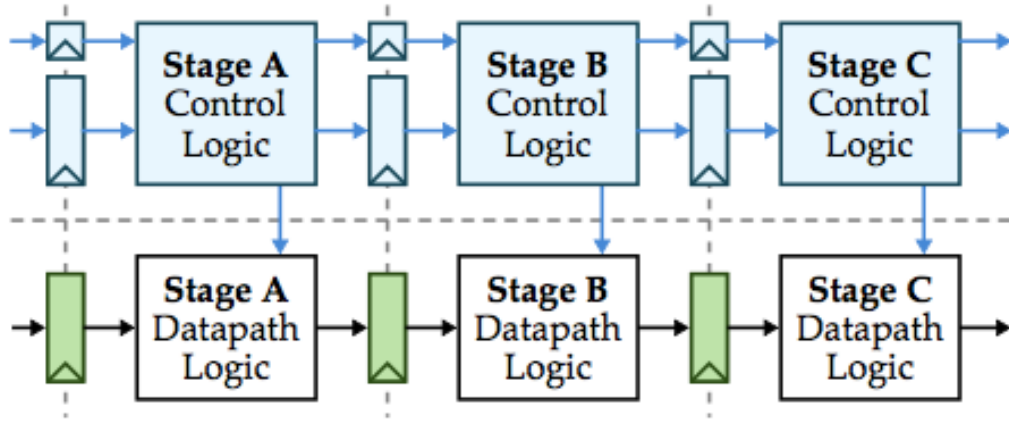 Stage A
Control
Logic
Stage B
Control
Logic
Stage C
Control
Logic
Stage A
Datapath
Logic
Stage B
Datapath
Logic
Stage C
Datapath
Logic